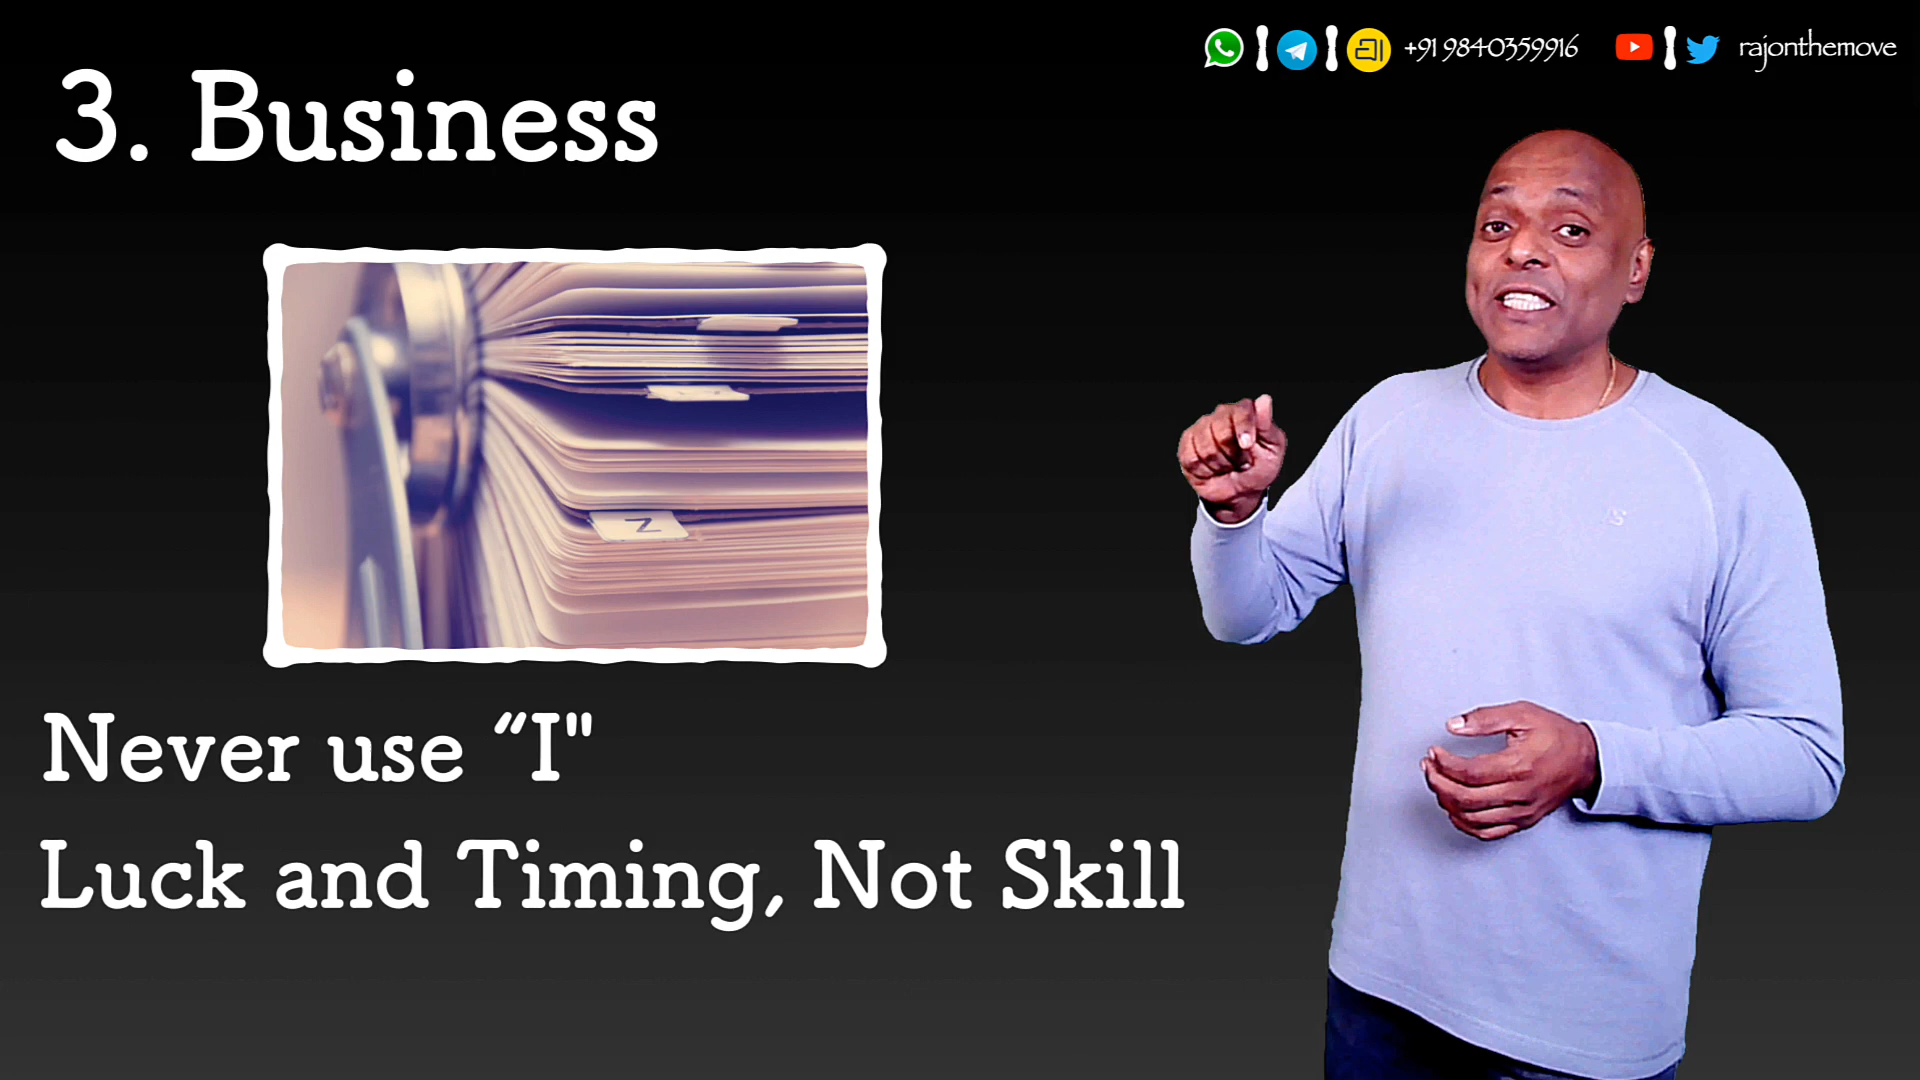 +91 9840359916 rajonthemove
3. Business
Z
Never use “I"
Luck and Timing, Not Skill